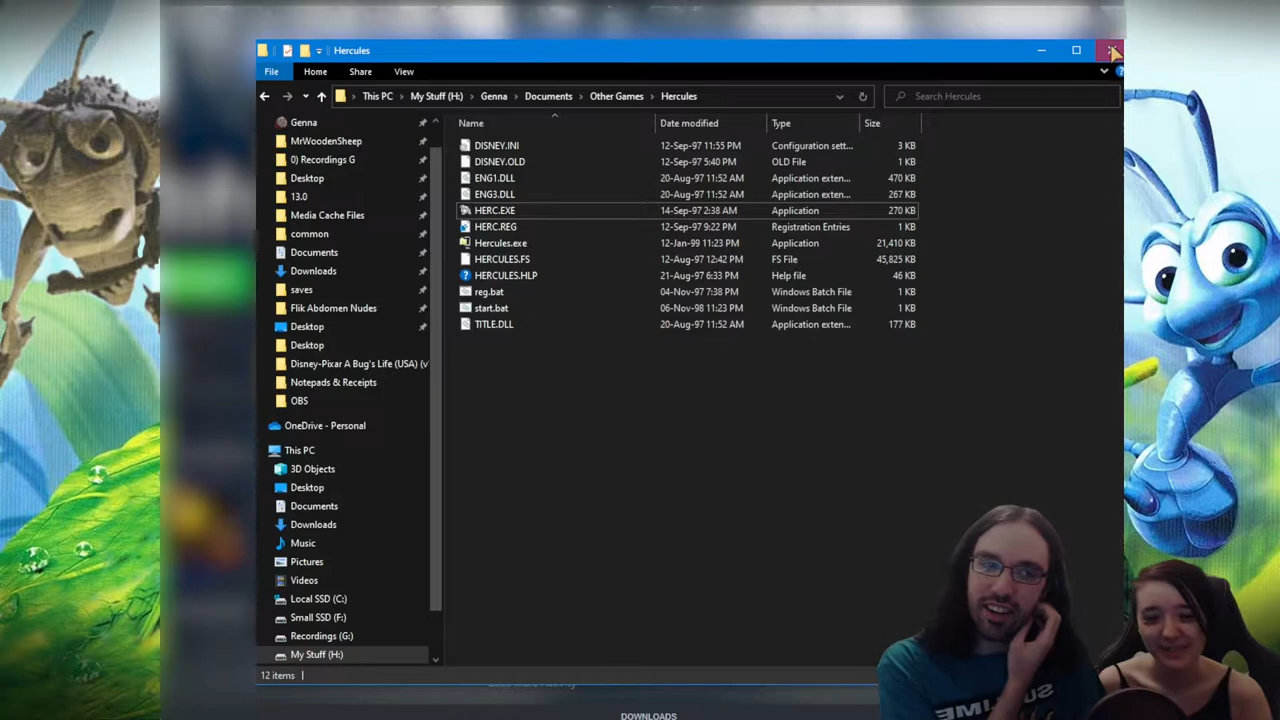 Hercules
File Home Share View
This PC My Stuff (H:) Genna Documents Other Games Hercules
Search Hercules
Genna
MrWoodenSheep
0) Recordings G
Desktop
13.0
Media Cache Files
common
Documents
Downloads
saves
Flik Abdomen Nudes
Desktop
Desktop
Disney-Pixar A Bug's Life (USA) (v
Notepads & Receipts
OBS
OneDrive - Personal
This PC
3D Objects
Desktop
Documents
Downloads
Music
Pictures
Videos
Local SSD (C:)
Small SSD (F:)
Recordings (G:)
My Stuff (H:)
Name Date modified Type Size
DISNEY.INI 12-Sep-97 11:55 PM Configuration sett... 3 KB
DISNEY.OLD 12-Sep-97 5:40 PM OLD File 1 KB
ENG1.DLL 20-Aug-97 11:52 AM Application exten... 470 KB
ENG3.DLL 20-Aug-97 11:52 AM Application exten... 267 KB
HERC.EXE 14-Sep-97 2:38 AM Application 270 KB
HERC.REG 12-Sep-97 9:22 PM Registration Entries 1 KB
Hercules.exe 12-Jan-99 11:23 PM Application 21,410 KB
HERCULES.FS 12-Aug-97 12:42 PM FS File 45,825 KB
HERCULES.HLP 21-Aug-97 6:33 PM Help file 46 KB
reg.bat 04-Nov-97 7:38 PM Windows Batch File 1 KB
start.bat 06-Nov-98 11:23 PM Windows Batch File 1 KB
TITLE.DLL 20-Aug-97 11:52 AM Application exten... 177 KB
12 items
DOWNLOADS